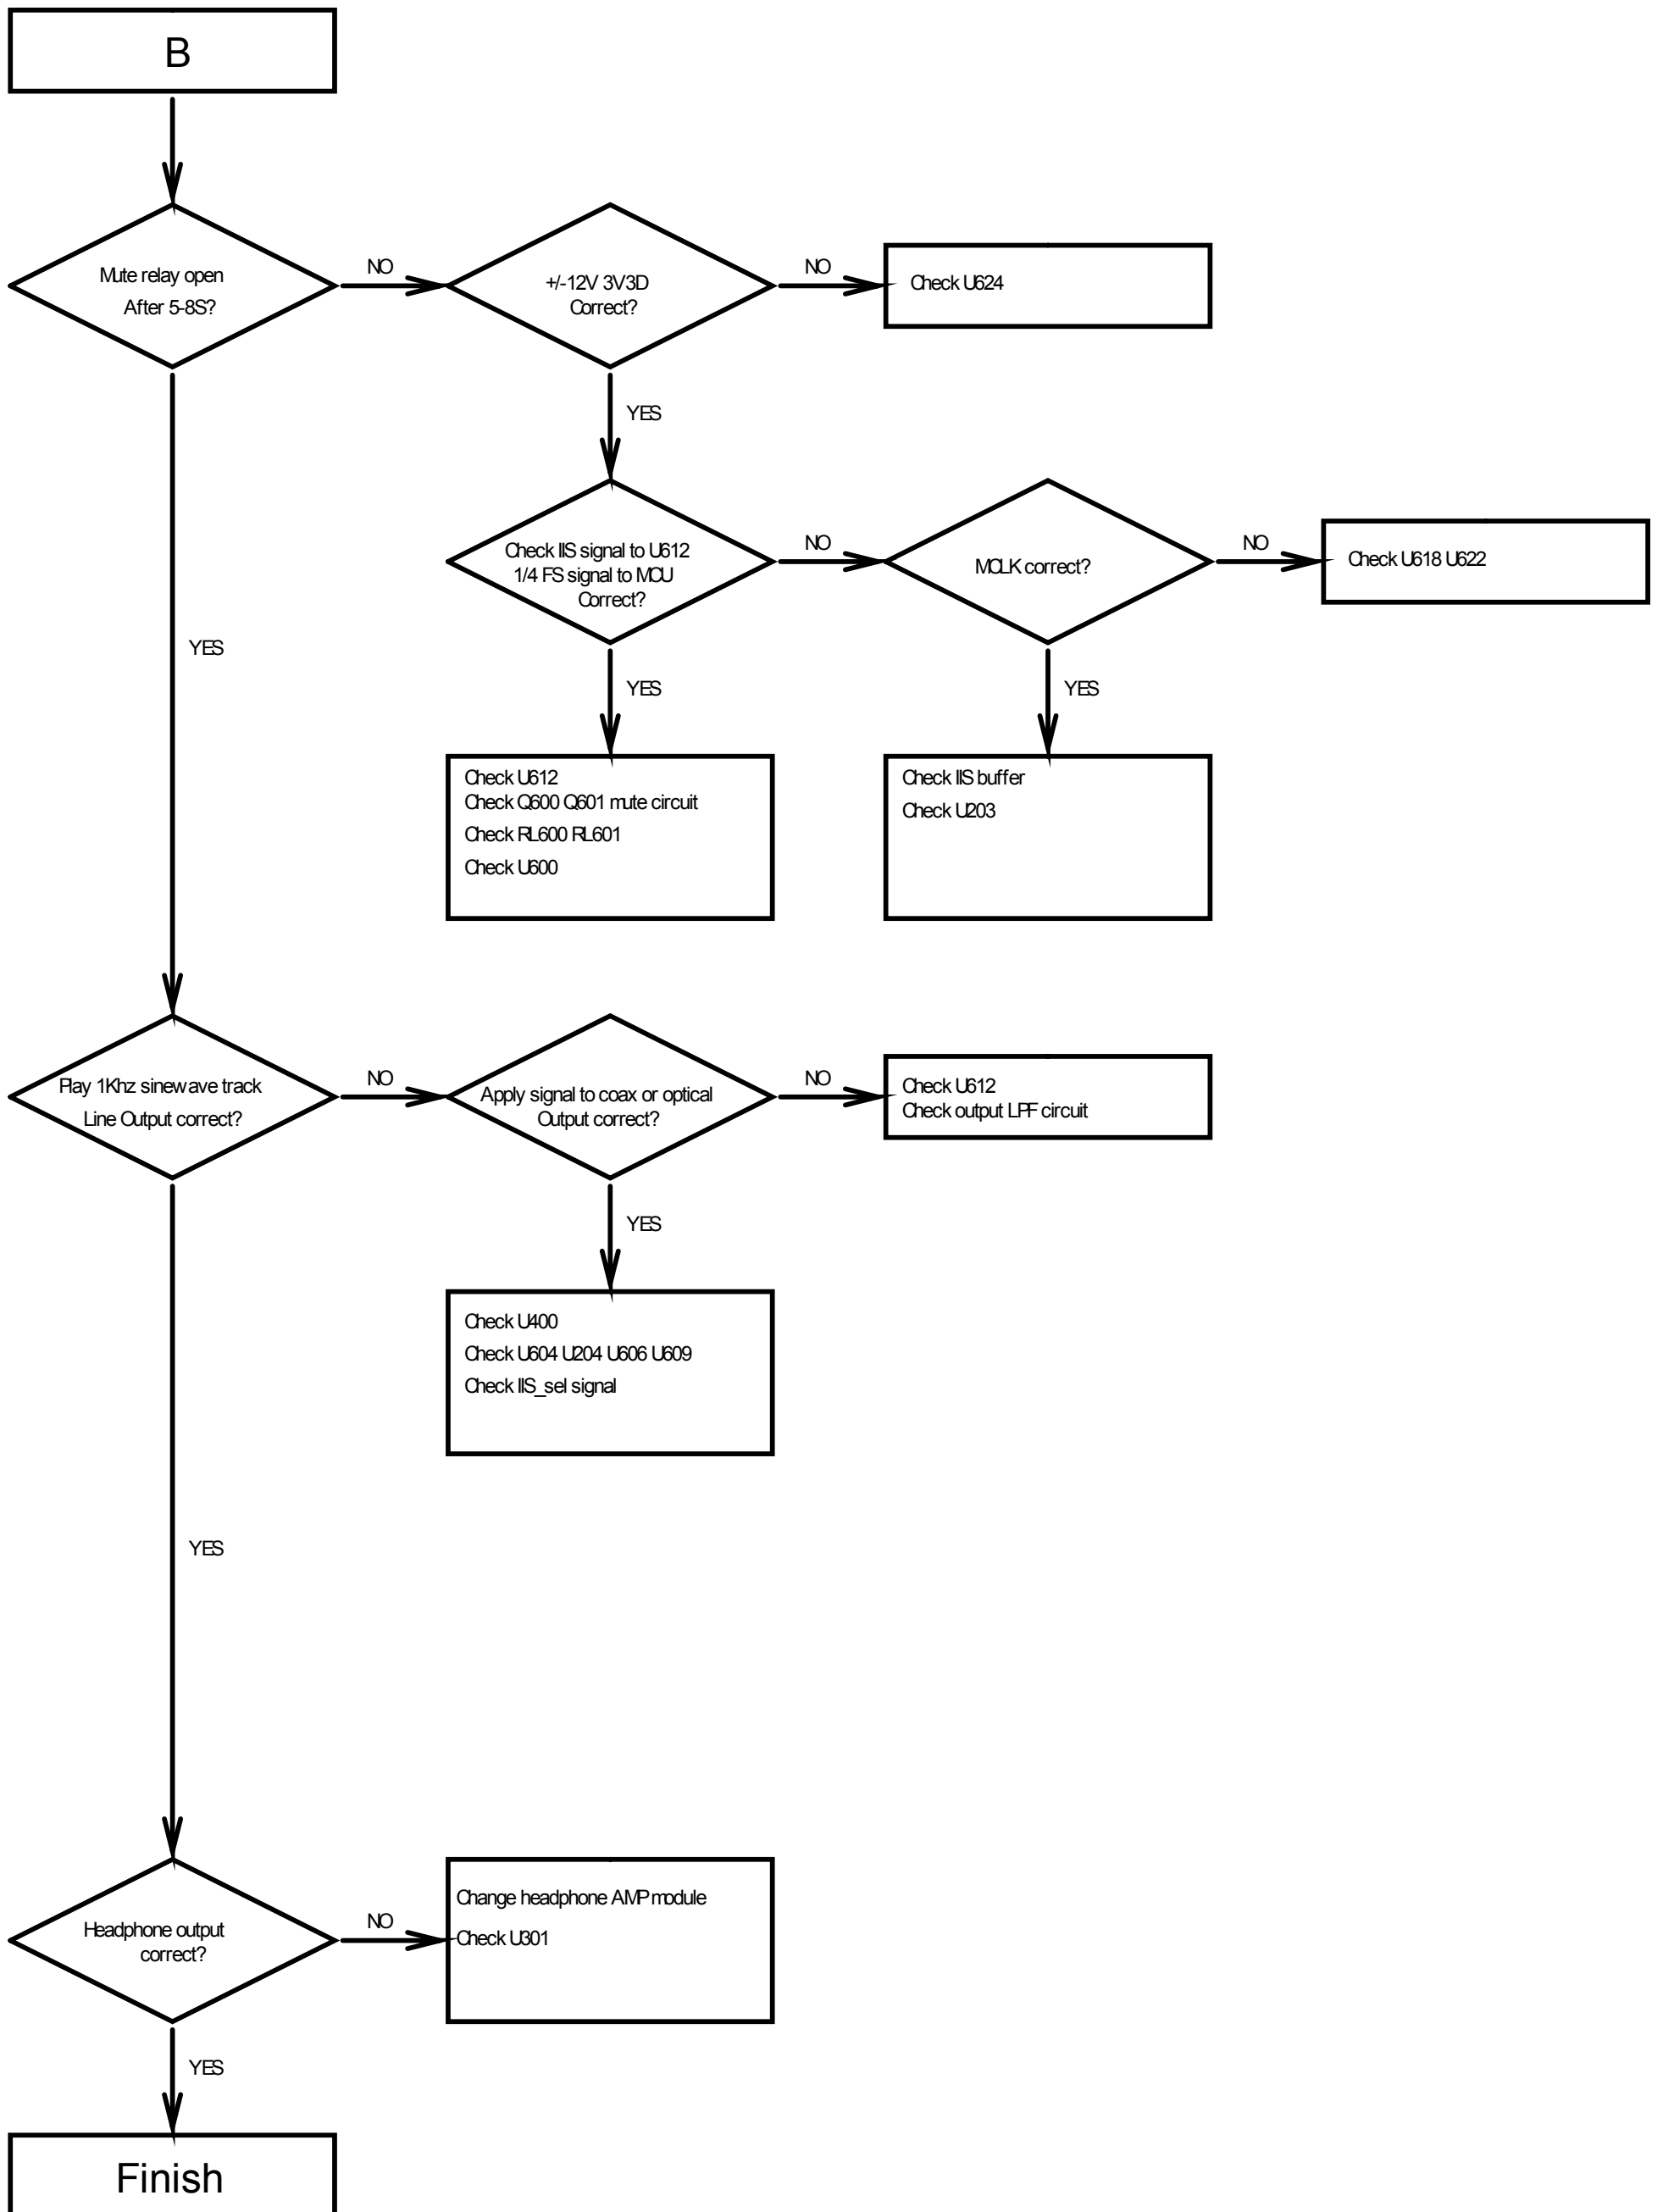 B
Mute relay open
After 5-8S?
NO
+/-12V 3V3D
Correct?
NO
Check U624
YES
Check IIS signal to U612
1/4 FS signal to MCU
Correct?
NO
MCLK correct?
NO
Check U618 U622
YES
YES
YES
Check U612
Check Q600 Q601 mute circuit
Check RL600 RL601
Check U600
Check IIS buffer
Check U203
Play 1Khz sinewave track
Line Output correct?
NO
Apply signal to coax or optical
Output correct?
NO
Check U612
Check output LPF circuit
YES
Check U400
Check U604 U204 U606 U609
Check IIS_sel signal
YES
Headphone output
correct?
NO
Change headphone AMP module
Check U301
YES
Finish